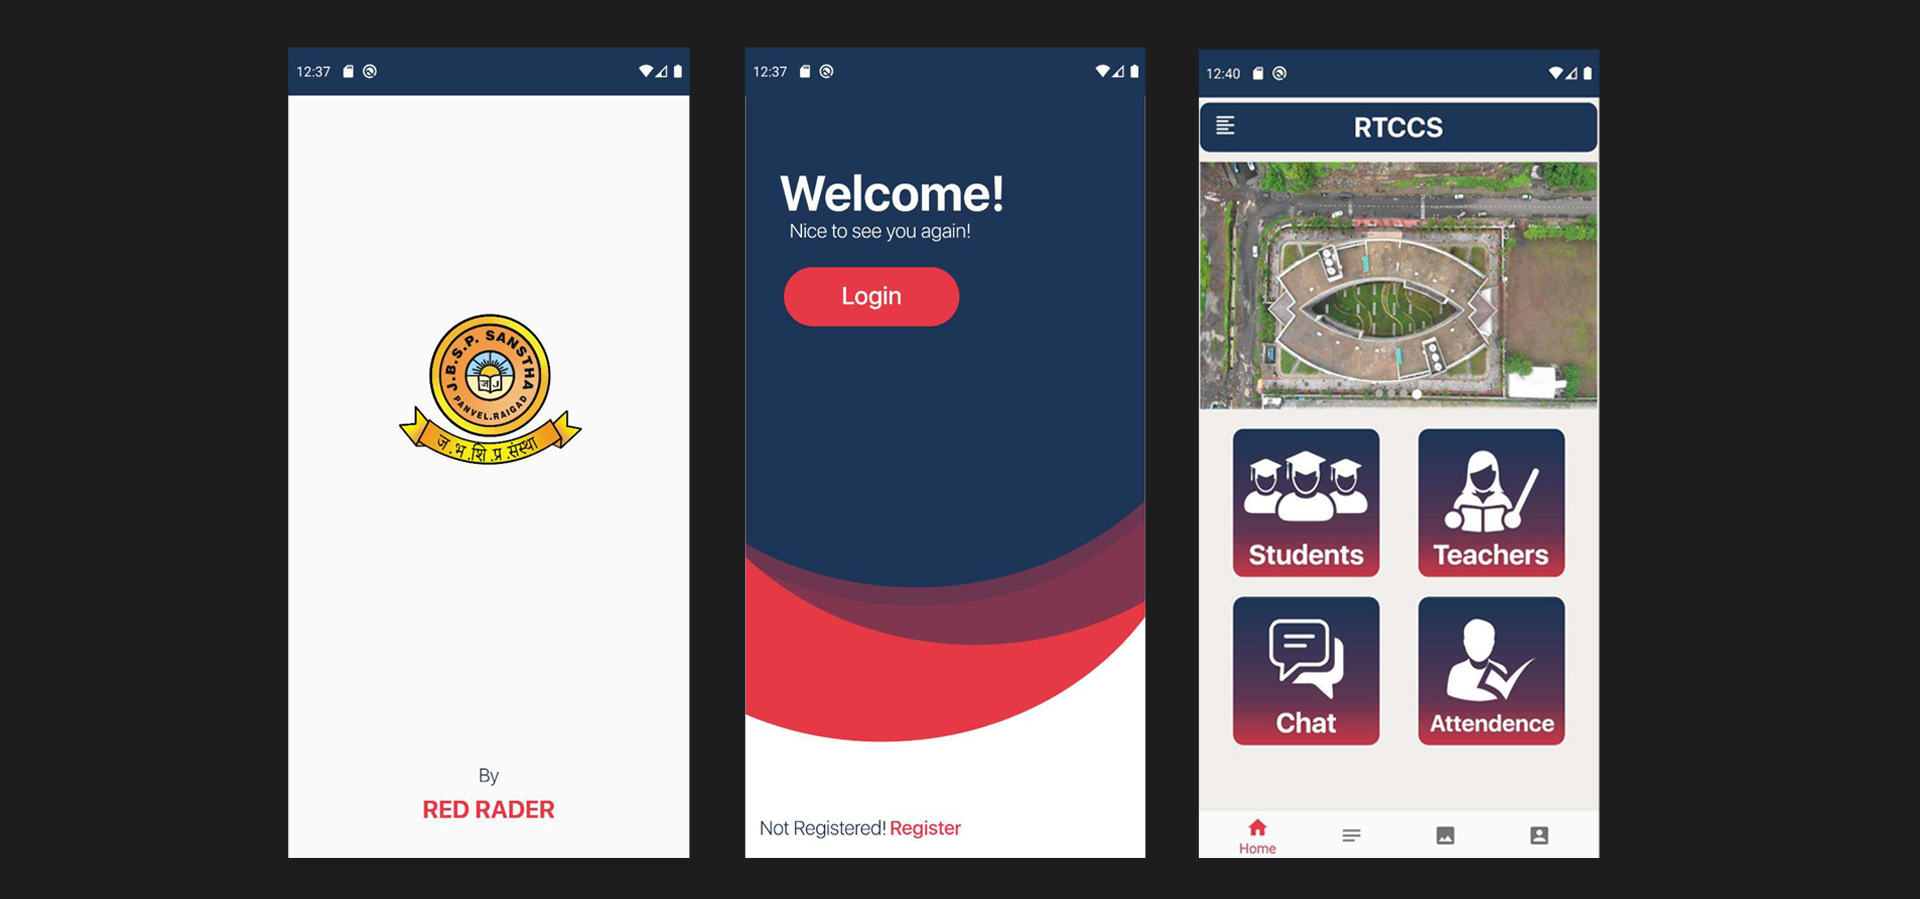 12:37
J.B.S.P. SANSTHA
PANVEL.RAIGAD
ज J
ज.भ.शि.प्र.संस्था
By
RED RADER
12:37
Welcome!
Nice to see you again!
Login
Not Registered! Register
12:40
RTCCS
Students
Teachers
Chat
Attendence
Home